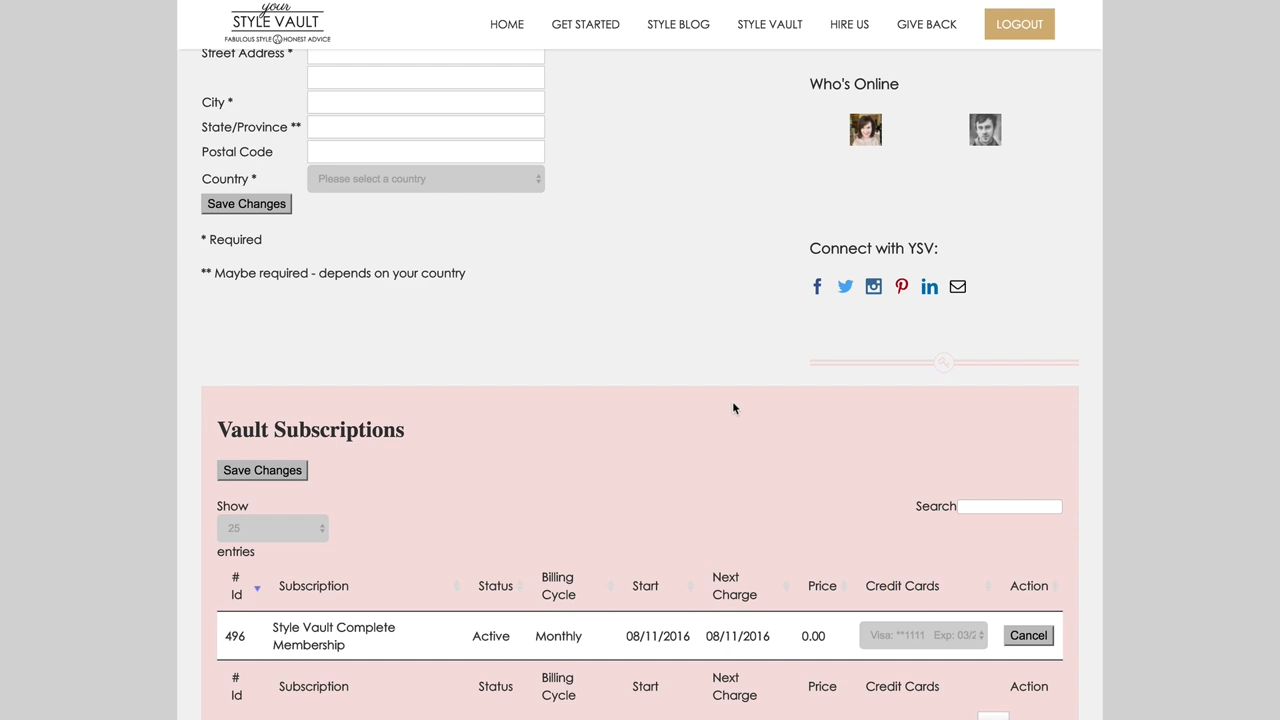 your
STYLE VAULT
FABULOUS STYLE HONEST ADVICE
HOME GET STARTED STYLE BLOG STYLE VAULT HIRE US GIVE BACK LOGOUT
Street Address *
City *
State/Province **
Postal Code
Country * Please select a country
Save Changes
* Required
** Maybe required - depends on your country
Who's Online
Connect with YSV:
Vault Subscriptions
Save Changes
Show
25
entries
Search
# Id Subscription Status Billing Cycle Start Next Charge Price Credit Cards Action
496 Style Vault Complete Membership Active Monthly 08/11/2016 08/11/2016 0.00 Visa: **1111 Exp: 03/2 Cancel
# Id Subscription Status Billing Cycle Start Next Charge Price Credit Cards Action